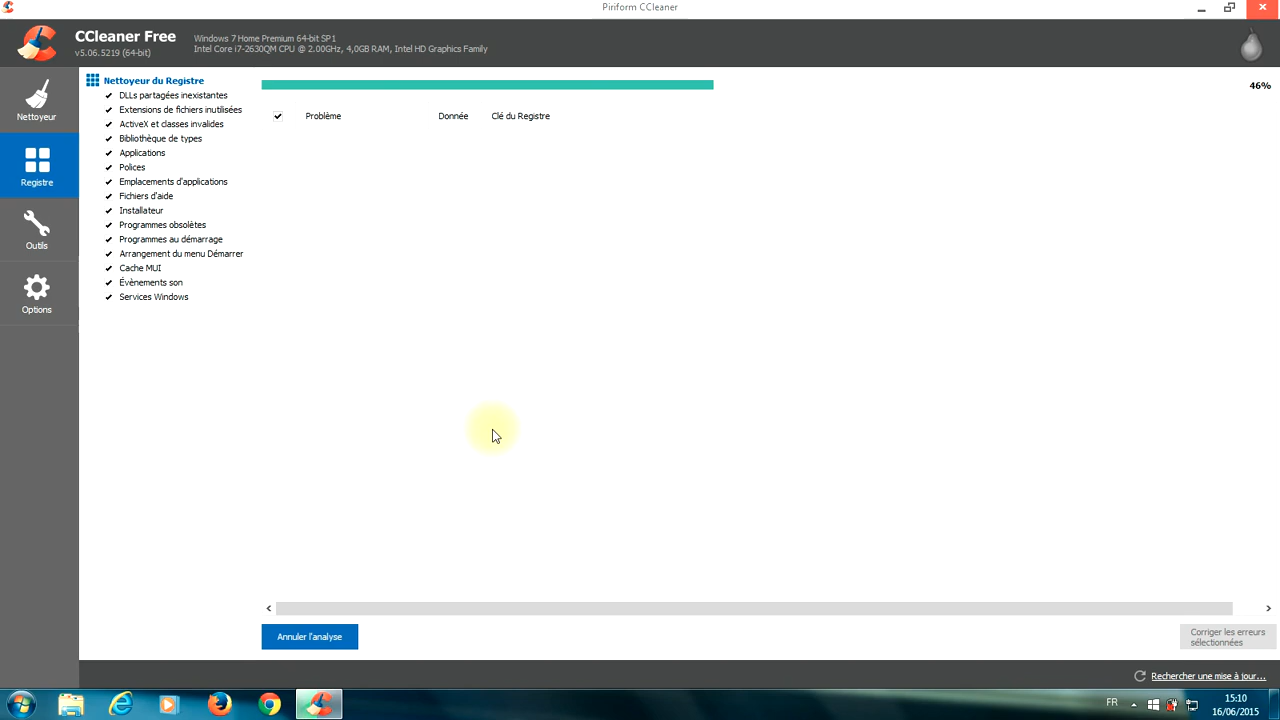 Piriform CCleaner
CCleaner Free
v5.06.5219 (64-bit)
Windows 7 Home Premium 64-bit SP1
Intel Core i7-2630QM CPU @ 2.00GHz, 4,0GB RAM, Intel HD Graphics Family
Nettoyeur
Registre
Outils
Options
Nettoyeur du Registre
DLLs partagées inexistantes
Extensions de fichiers inutilisées
ActiveX et classes invalides
Bibliothèque de types
Applications
Polices
Emplacements d'applications
Fichiers d'aide
Installateur
Programmes obsolètes
Programmes au démarrage
Arrangement du menu Démarrer
Cache MUI
Évènements son
Services Windows
46%
Problème Donnée Clé du Registre
Annuler l'analyse
Corriger les erreurs
sélectionnées
Rechercher une mise à jour...
FR
15:10
16/06/2015